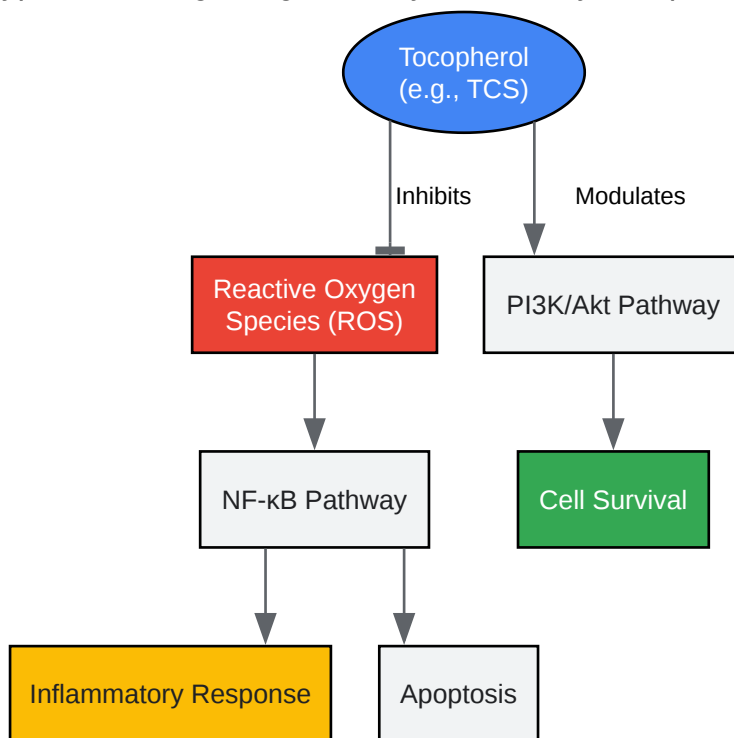 Tocopherol
(e.g., TCS)
Inhibits
Modulates
Reactive Oxygen
Species (ROS)
PI3K/Akt Pathway
NF-κB Pathway
Cell Survival
Inflammatory Response
Apoptosis